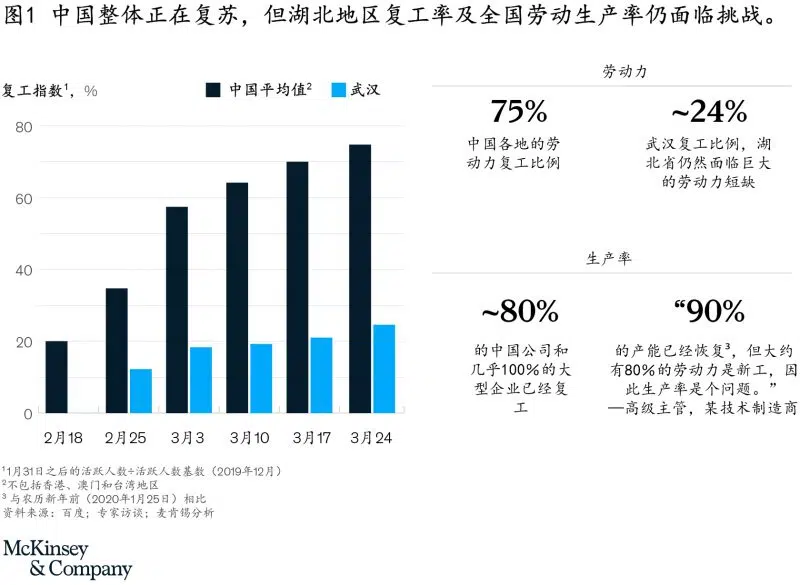 图1 中国整体正在复苏，但湖北地区复工率及全国劳动生产率仍面临挑战。
复工指数¹，%
中国平均值²
武汉
80
60
40
20
0
2月18
2月25
3月3
3月10
3月17
3月24
劳动力
75%
中国各地的劳
动力复工比例
~24%
武汉复工比例，湖
北省仍然面临巨大
的劳动力短缺
生产率
~80%
的中国公司和
几乎100%的大
型企业已经复
工
“90%
的产能已经恢复³，但大约
有80%的劳动力是新工，因
此生产率是个问题。”
—高级主管，某技术制造商
¹1月31日之后的活跃人数÷活跃人数基数（2019年12月）
²不包括香港、澳门和台湾地区
³与农历新年前（2020年1月25日）相比
资料来源：百度；专家访谈；麦肯锡分析
McKinsey
& Company